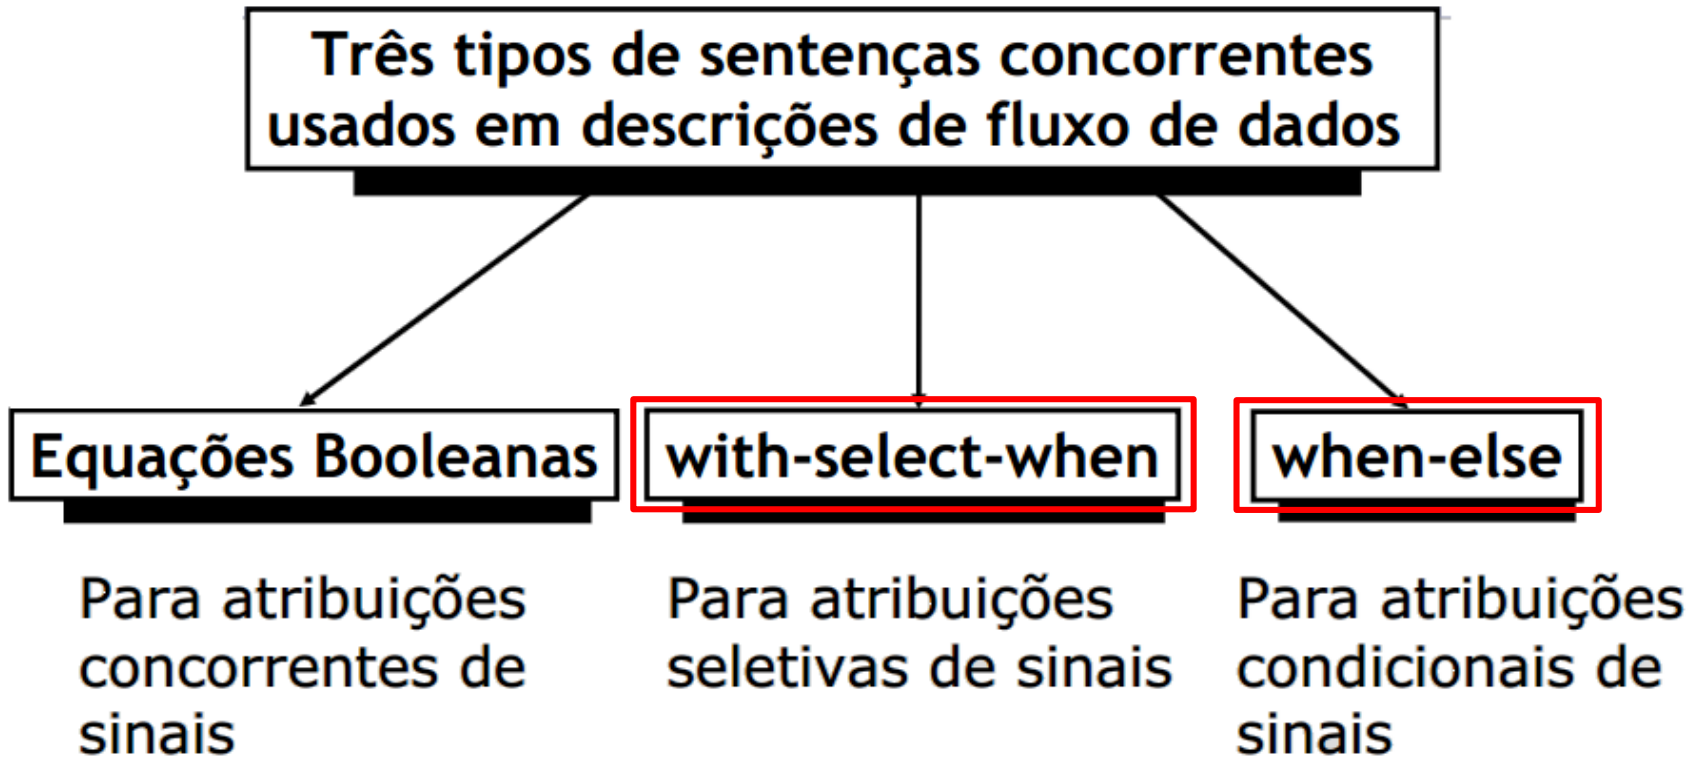 Três tipos de sentenças concorrentes
usados em descrições de fluxo de dados
Equações Booleanas
with-select-when
when-else
Para atribuições
concorrentes de
sinais
Para atribuições
seletivas de sinais
Para atribuições
condicionais de
sinais